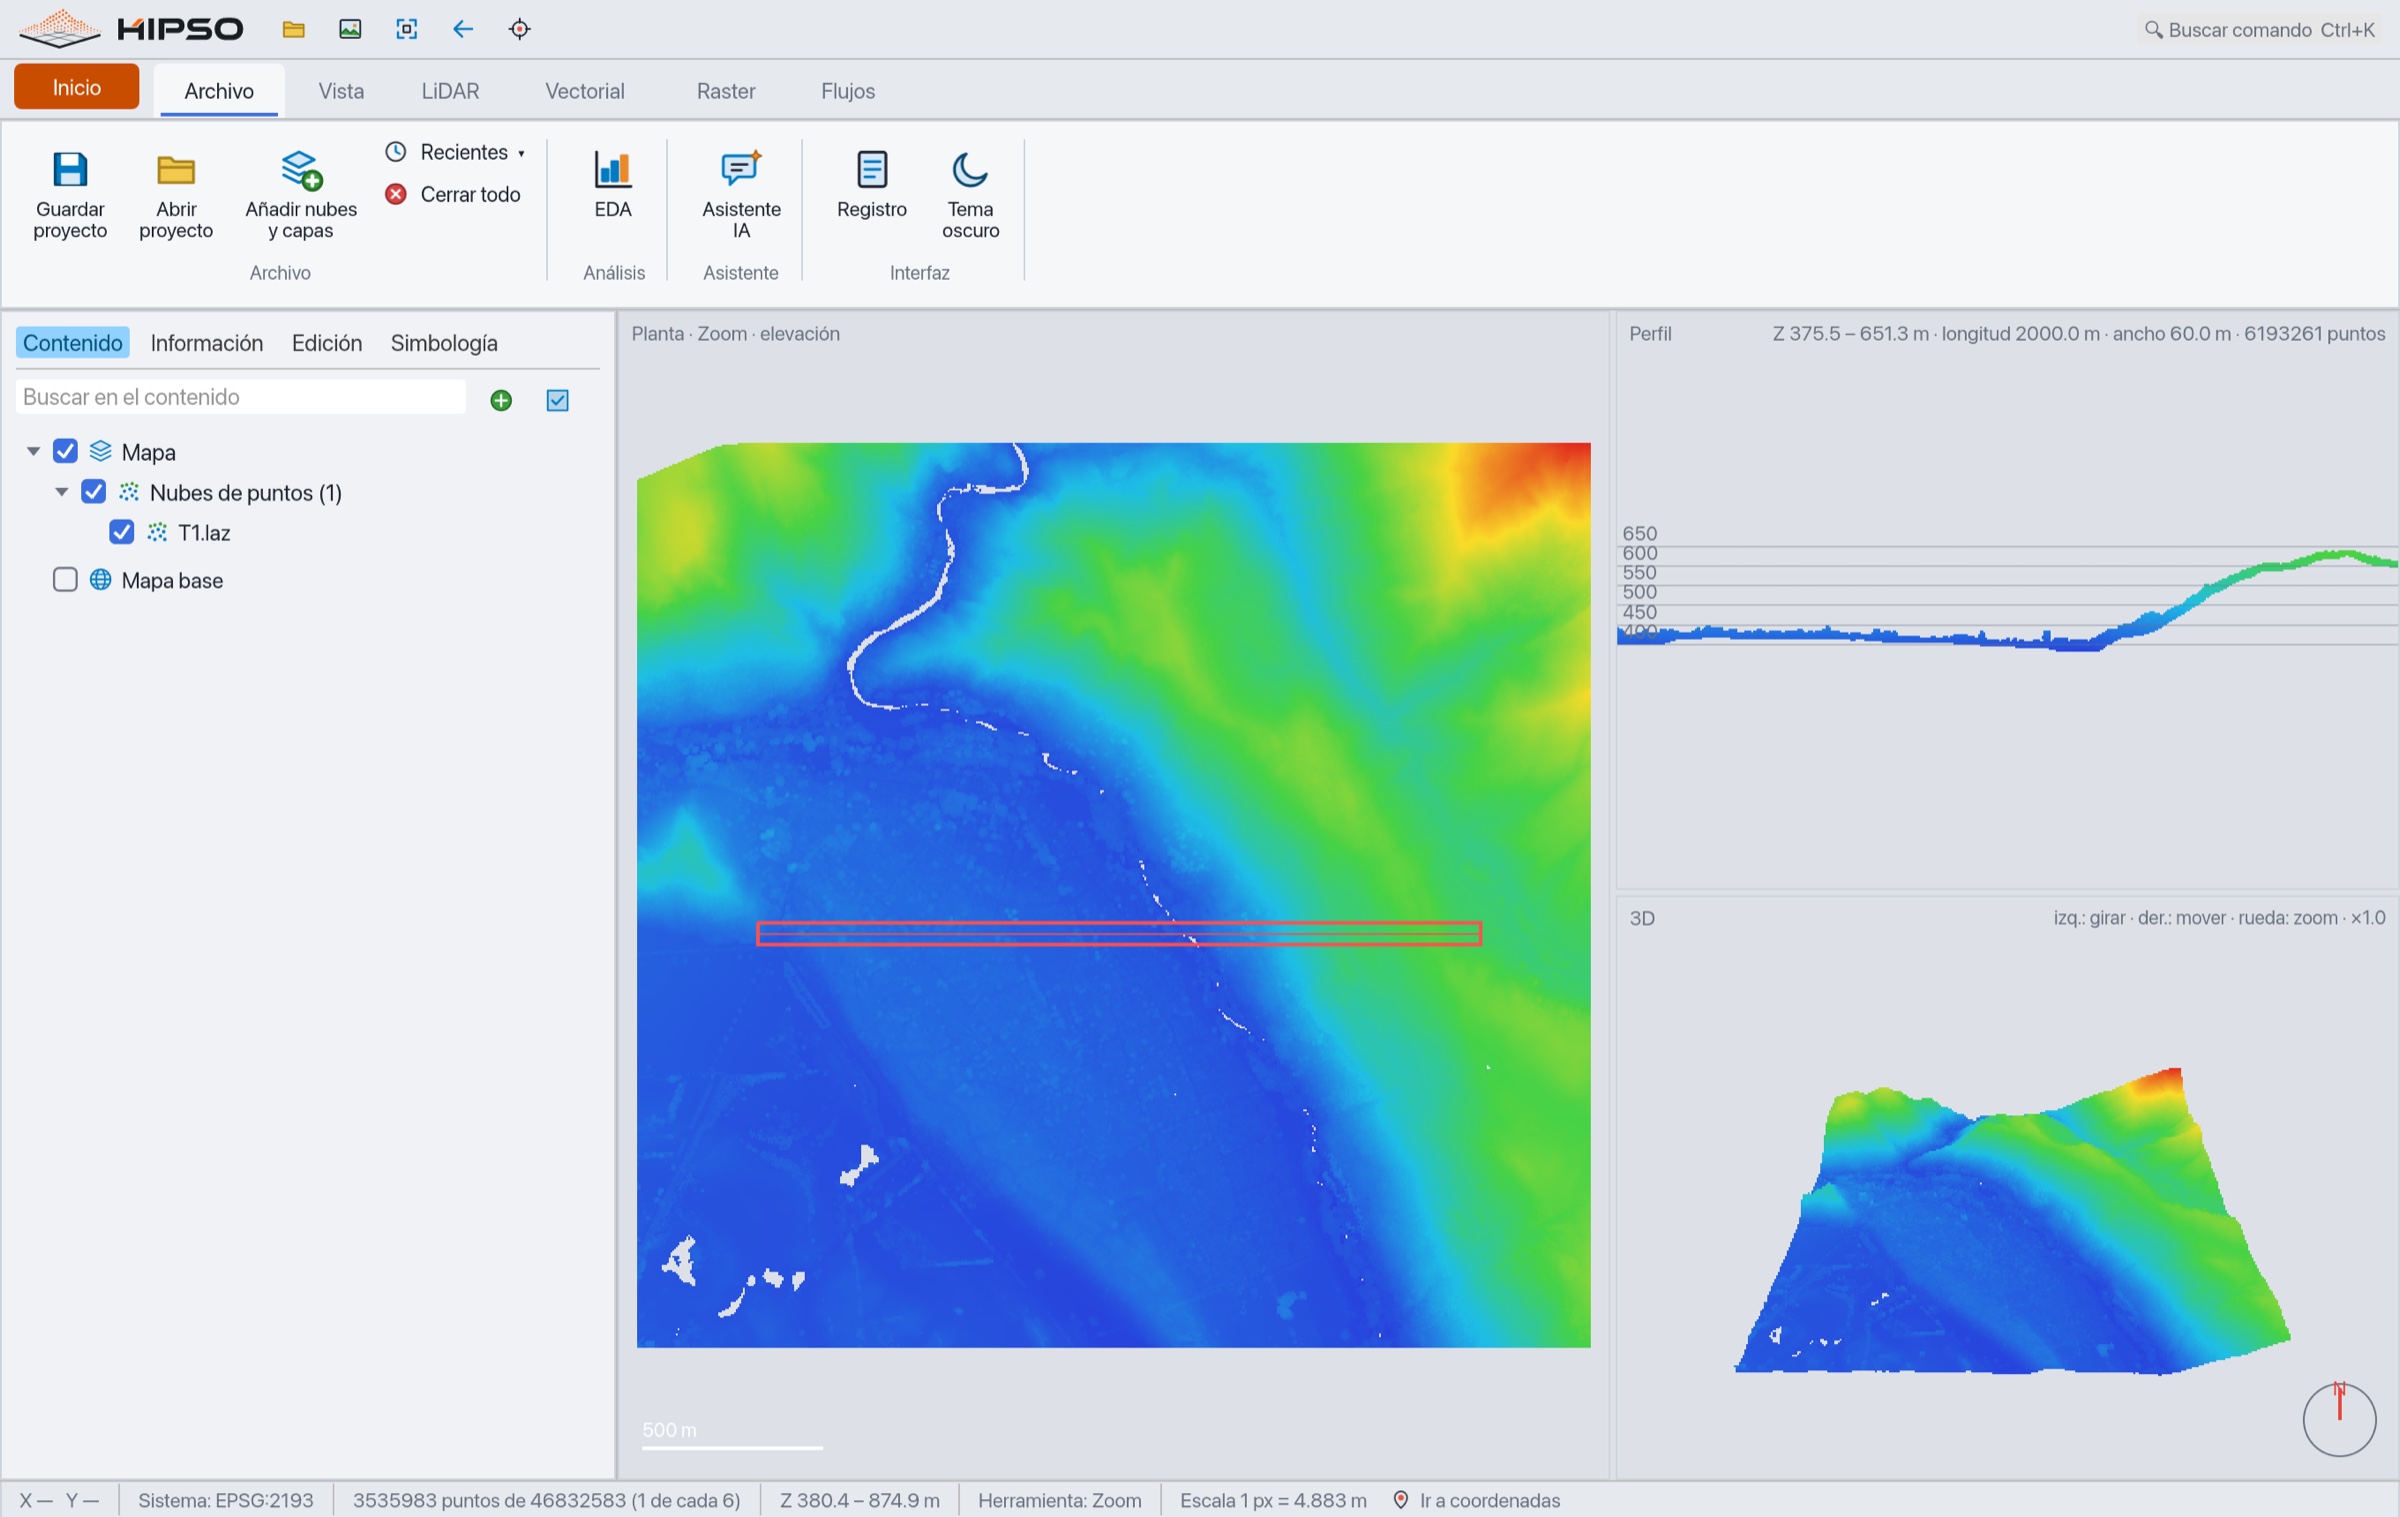 HIPSO
Buscar comando Ctrl+K
Inicio
Archivo
Vista
LiDAR
Vectorial
Raster
Flujos
Guardar
proyecto
Abrir
proyecto
Añadir nubes
y capas
Recientes
Cerrar todo
Archivo
EDA
Análisis
Asistente
IA
Asistente
Registro
Tema
oscuro
Interfaz
Contenido
Información
Edición
Simbología
Buscar en el contenido
Mapa
Nubes de puntos (1)
T1.laz
Mapa base
Planta · Zoom · elevación
500 m
Perfil
Z 375.5 – 651.3 m · longitud 2000.0 m · ancho 60.0 m · 6193261 puntos
650
600
550
500
450
400
3D
izq.: girar · der.: mover · rueda: zoom · ×1.0
N
X — Y —
Sistema: EPSG:2193
3535983 puntos de 46832583 (1 de cada 6)
Z 380.4 – 874.9 m
Herramienta: Zoom
Escala 1 px = 4.883 m
Ir a coordenadas